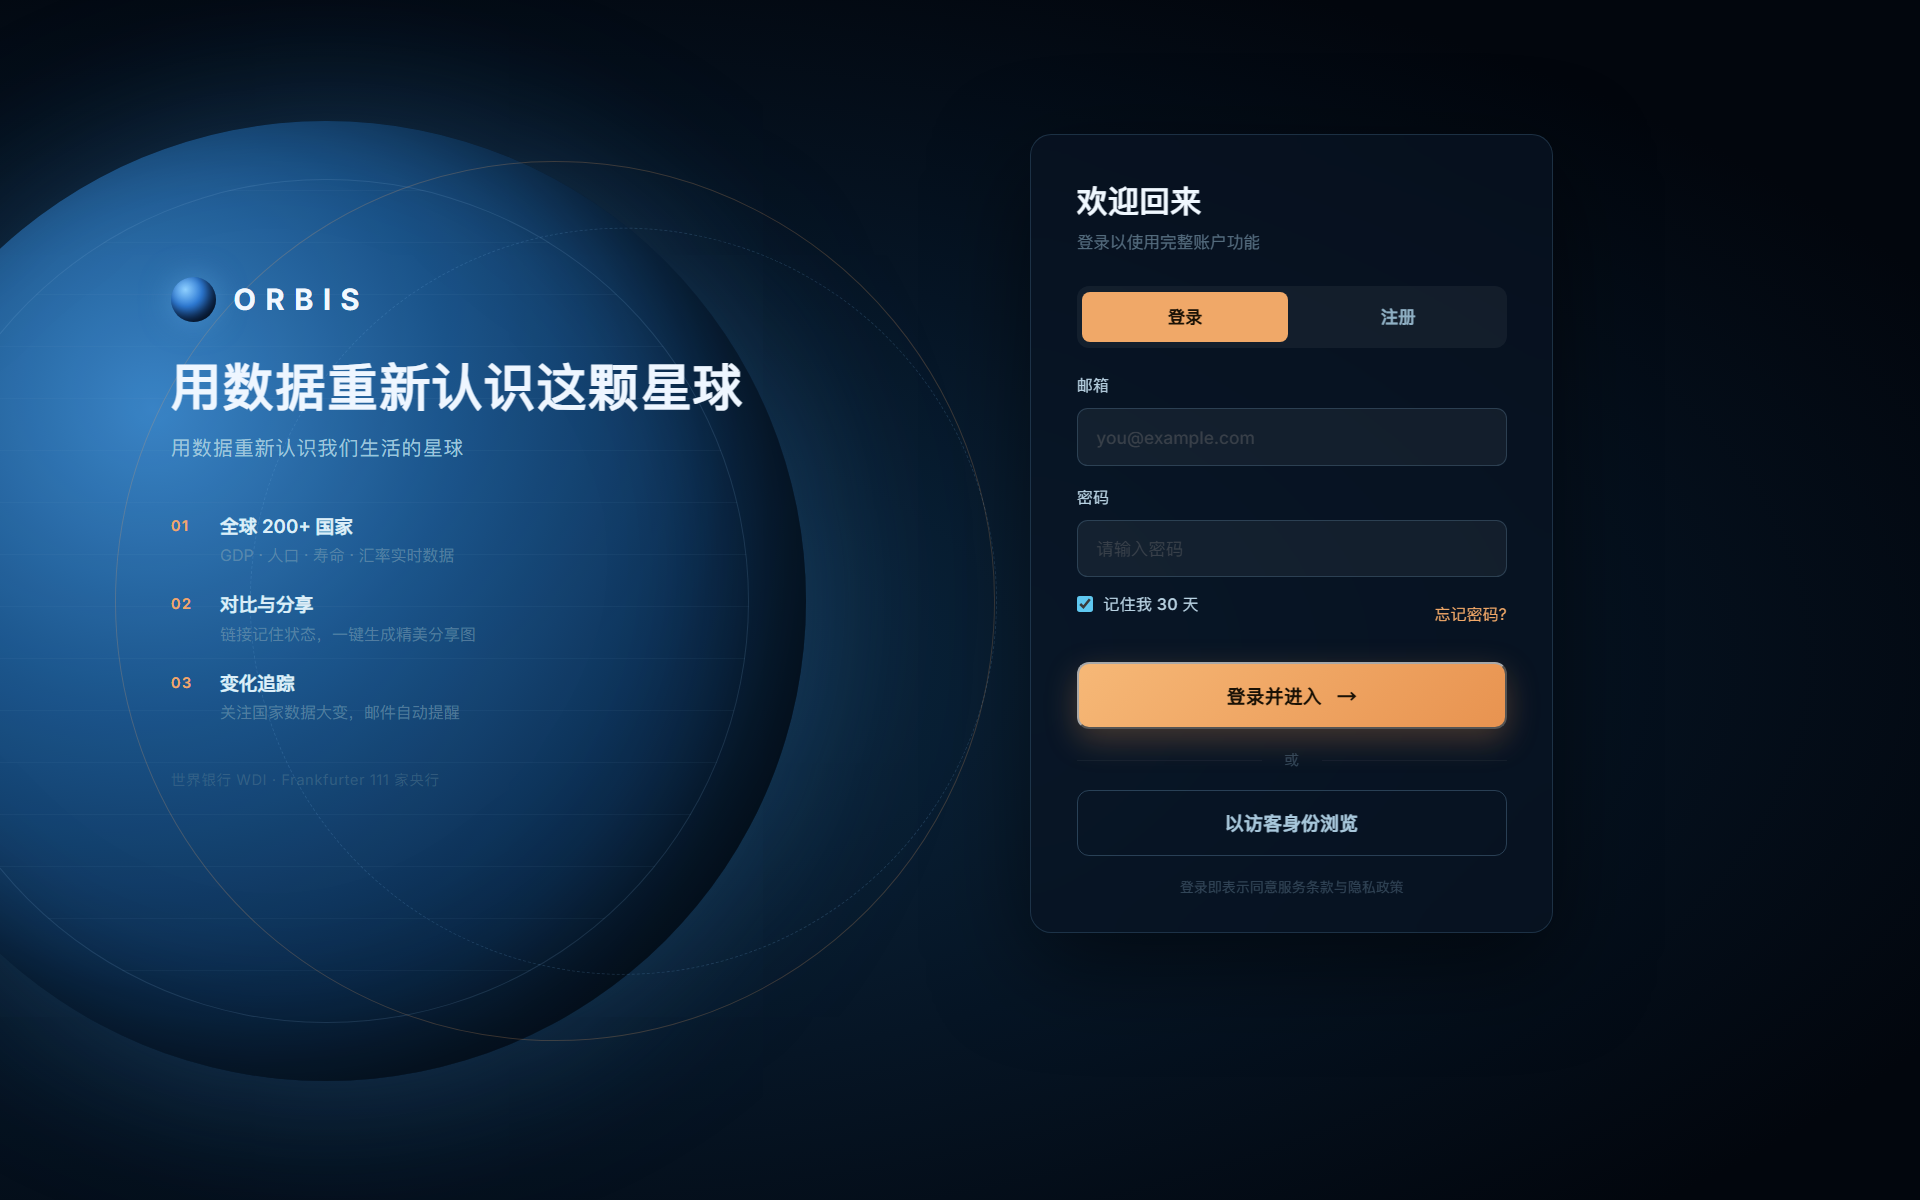 ORBIS
用数据重新认识这颗星球
用数据重新认识我们生活的星球
01 全球 200+ 国家
GDP · 人口 · 寿命 · 汇率实时数据
02 对比与分享
链接记住状态，一键生成精美分享图
03 变化追踪
关注国家数据大变，邮件自动提醒
世界银行 WDI · Frankfurter 111 家央行
欢迎回来
登录以使用完整账户功能
登录 注册
邮箱
you@example.com
密码
请输入密码
记住我 30 天
忘记密码?
登录并进入 →
或
以访客身份浏览
登录即表示同意服务条款与隐私政策